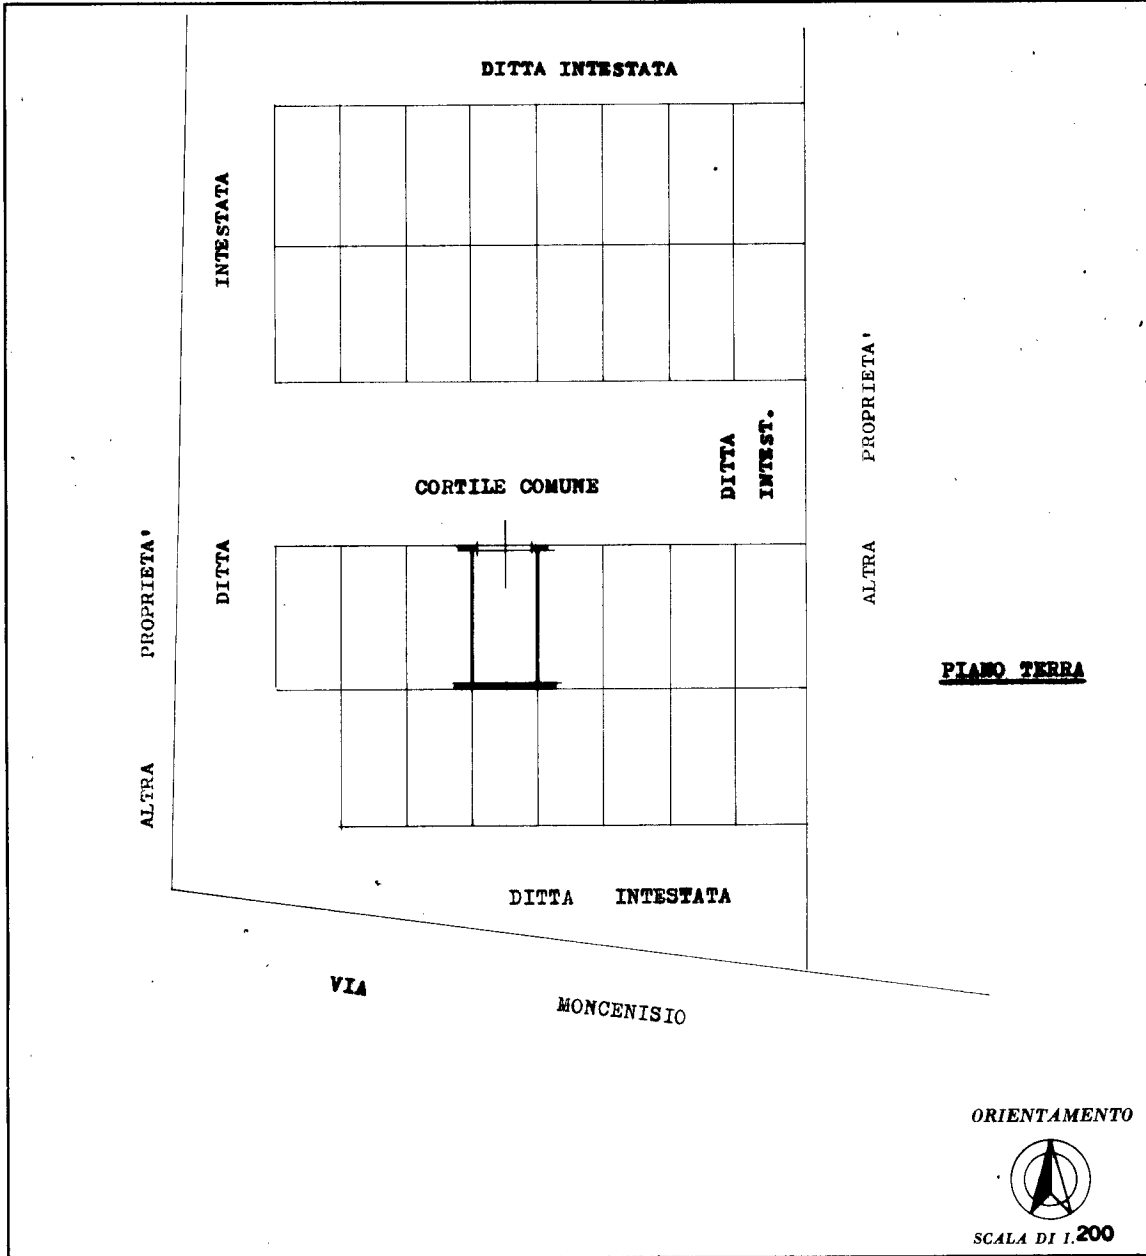 DITTA INTESTATA
INTESTATA
PROPRIETA'
DITTA
INTEST.
CORTILE COMUNE
PROPRIETA'
DITTA
ALTRA
PIANO TERRA
ALTRA
DITTA INTESTATA
VIA MONCENISIO
ORIENTAMENTO
SCALA DI 1.200